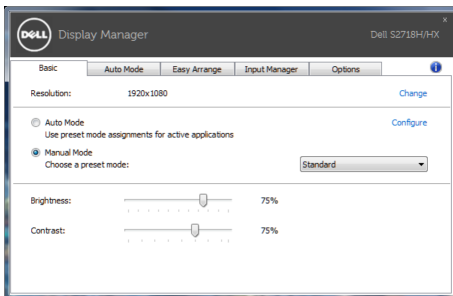 DELL Display Manager Dell S2718H/HX
Basic Auto Mode Easy Arrange Input Manager Options
Resolution: 1920x1080 Change
Auto Mode Configure
Use preset mode assignments for active applications
Manual Mode
Choose a preset mode: Standard
Brightness: 75%
Contrast: 75%